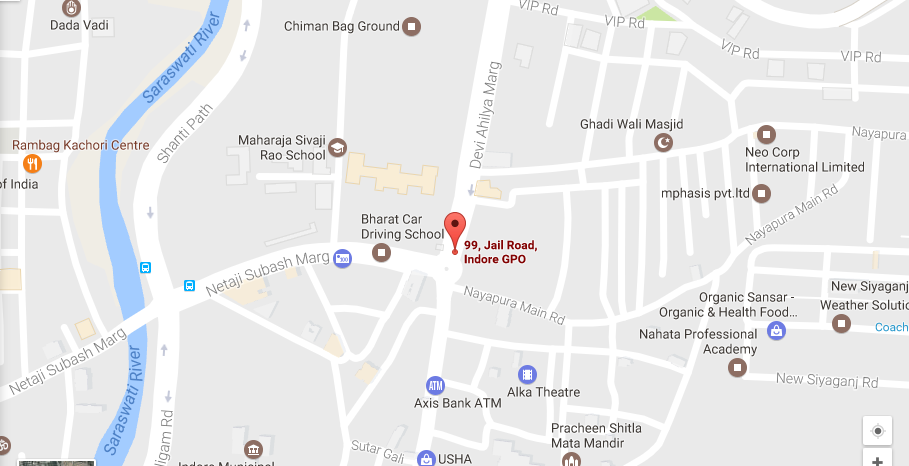 Dada Vadi
Chiman Bag Ground
VIP Rd
VIP Rd
VIP Rd
Saraswati River
Shanti Path
Devi Ahilya Marg
Ghadi Wali Masjid
Nayapura
Rambag Kachori Centre
of India
Maharaja Sivaji
Rao School
Neo Corp
International Limited
mphasis pvt.ltd
Nayapura Main Rd
Bharat Car
Driving School
99, Jail Road,
Indore GPO
Netaji Subash Marg
Nayapura Main Rd
New Siyaganj
Weather Solutio
Organic Sansar -
Organic & Health Food...
Coach
Nahata Professional
Academy
New Siyaganj Rd
Netaji Subash Marg
Saraswati River
ATM
Axis Bank ATM
Alka Theatre
Pracheen Shitla
Mata Mandir
Sutar Gali
USHA
Indore Municipal